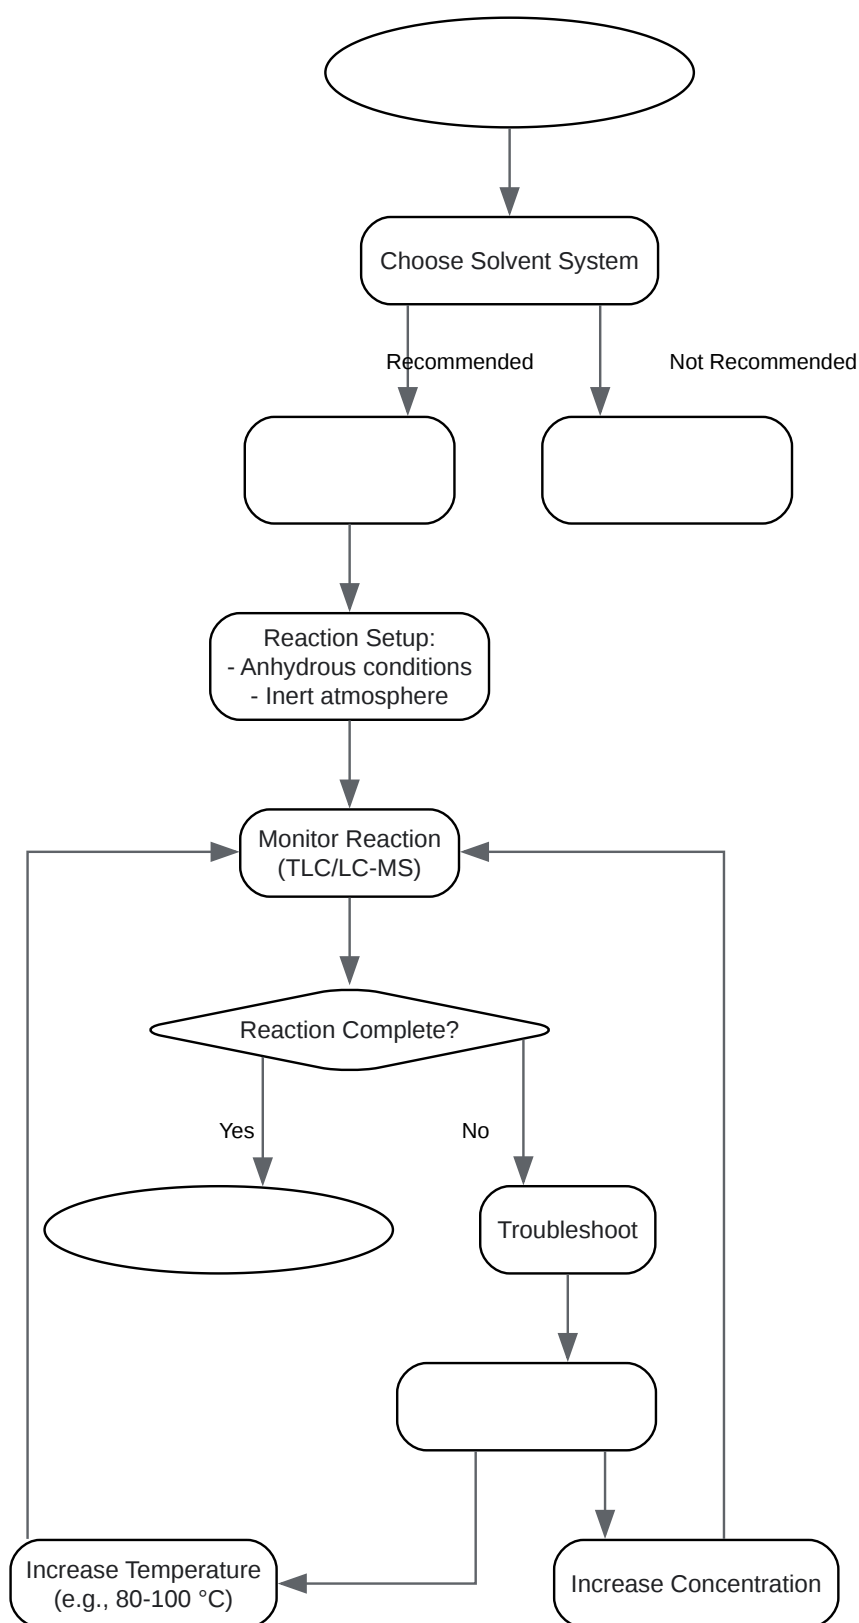 Choose Solvent System
Recommended
Not Recommended
Reaction Setup:
- Anhydrous conditions
- Inert atmosphere
Monitor Reaction
(TLC/LC-MS)
Reaction Complete?
Yes
No
Troubleshoot
Increase Temperature
(e.g., 80-100 °C)
Increase Concentration